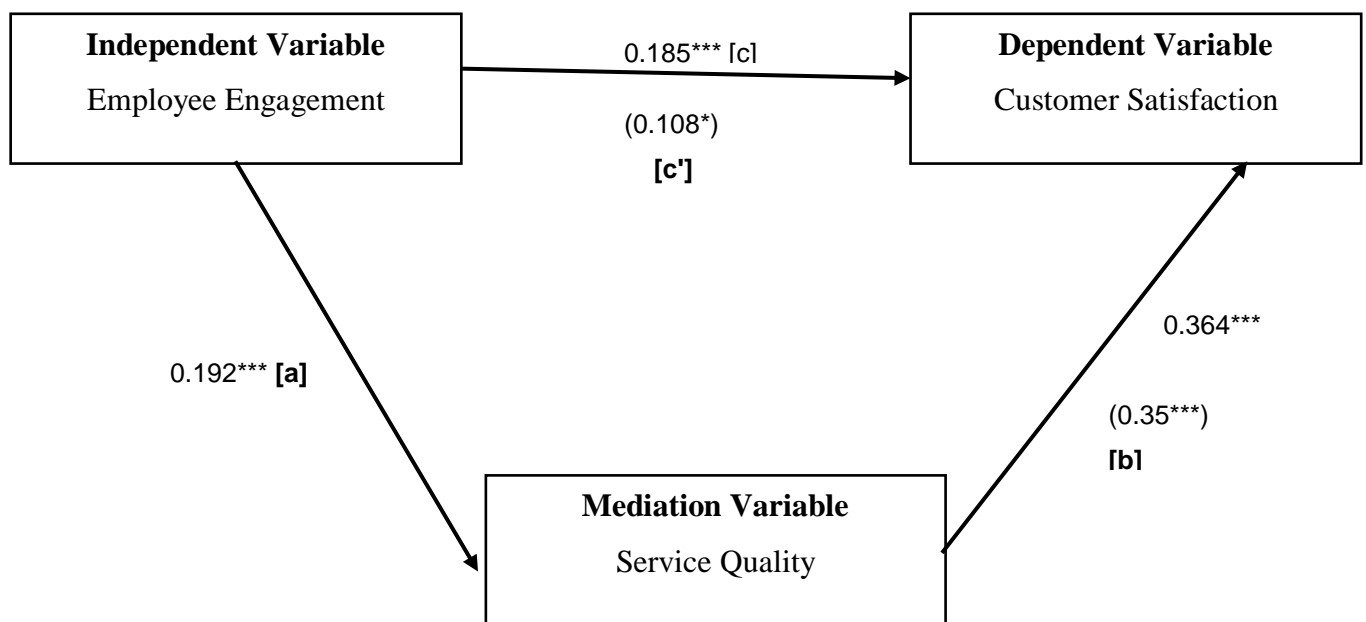 Independent Variable
Employee Engagement
0.185*** [c]
(0.108*)
[c']
Dependent Variable
Customer Satisfaction
0.192*** [a]
0.364***
(0.35***)
[b]
Mediation Variable
Service Quality